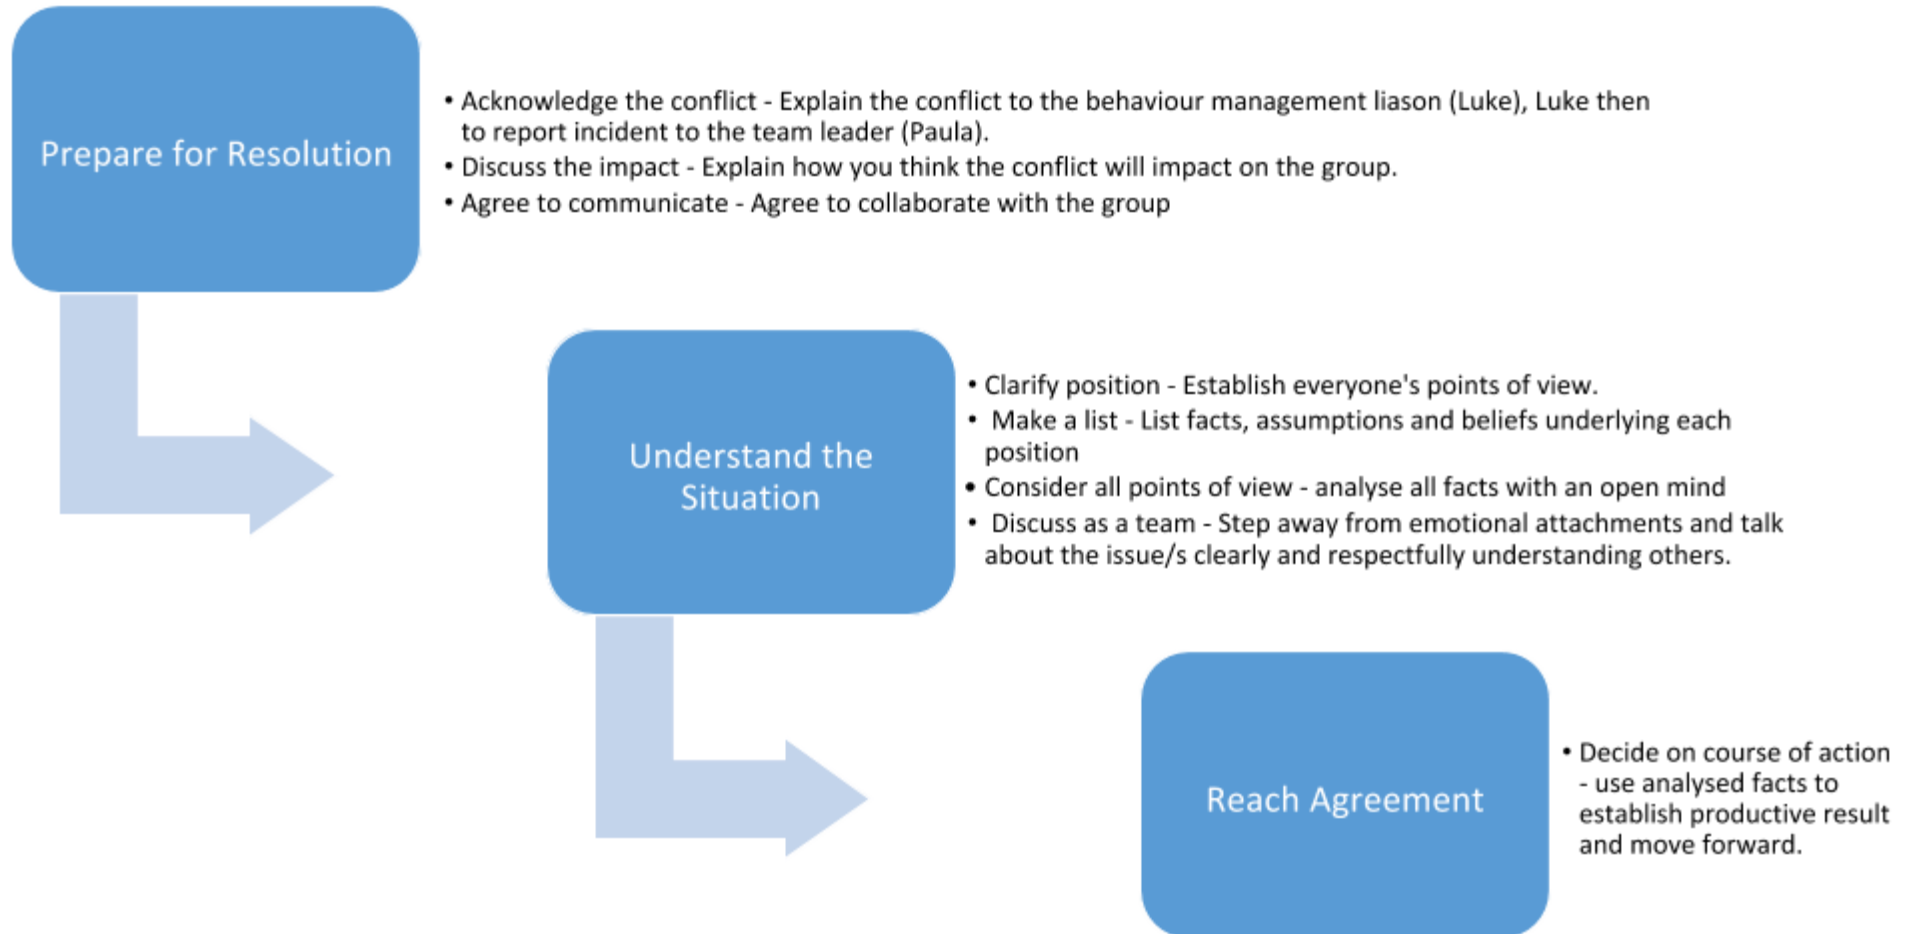 Prepare for Resolution
• Acknowledge the conflict - Explain the conflict to the behaviour management liason (Luke), Luke then
to report incident to the team leader (Paula).
• Discuss the impact - Explain how you think the conflict will impact on the group.
• Agree to communicate - Agree to collaborate with the group
Understand the
Situation
• Clarify position - Establish everyone's points of view.
• Make a list - List facts, assumptions and beliefs underlying each
position
• Consider all points of view - analyse all facts with an open mind
• Discuss as a team - Step away from emotional attachments and talk
about the issue/s clearly and respectfully understanding others.
Reach Agreement
• Decide on course of action
- use analysed facts to
establish productive result
and move forward.